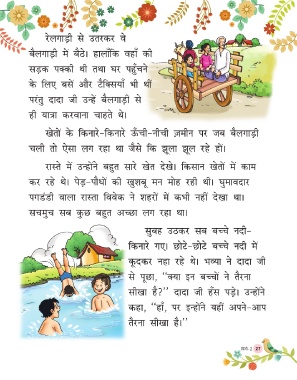 रेलगाड़ी से उतरकर वे
बैलगाड़ी में बैठे। हालाँकि वहाँ की
सड़क पक्की थी तथा घर पहुँचने
के लिए बसें और टैक्सियाँ भी थीं
परंतु दादा जी उन्हें बैलगाड़ी से
ही यात्रा करवाना चाहते थे।
खेतों के किनारे-किनारे ऊँची-नीची ज़मीन पर जब बैलगाड़ी
चली तो ऐसा लग रहा था जैसे कि झूला झूल रहे हों।
रास्ते में उन्होंने बहुत सारे खेत देखे। किसान खेतों में काम
कर रहे थे। पेड़-पौधों की खुशबू मन मोह रही थी। घुमावदार
पगडंडी वाला रास्ता विवेक ने शहरों में कभी नहीं देखा था।
सचमुच सब कुछ बहुत अच्छा लग रहा था।
सुबह उठकर सब बच्चे नदी-
किनारे गए। छोटे-छोटे बच्चे नदी में
कूदकर नहा रहे थे। भव्या ने दादा जी
से पूछा, “क्या इन बच्चों ने तैरना
सीखा है?” दादा जी हँस पड़े। उन्होंने
कहा, “हाँ, पर इन्होंने यहीं अपने-आप
तैरना सीखा है।”
27